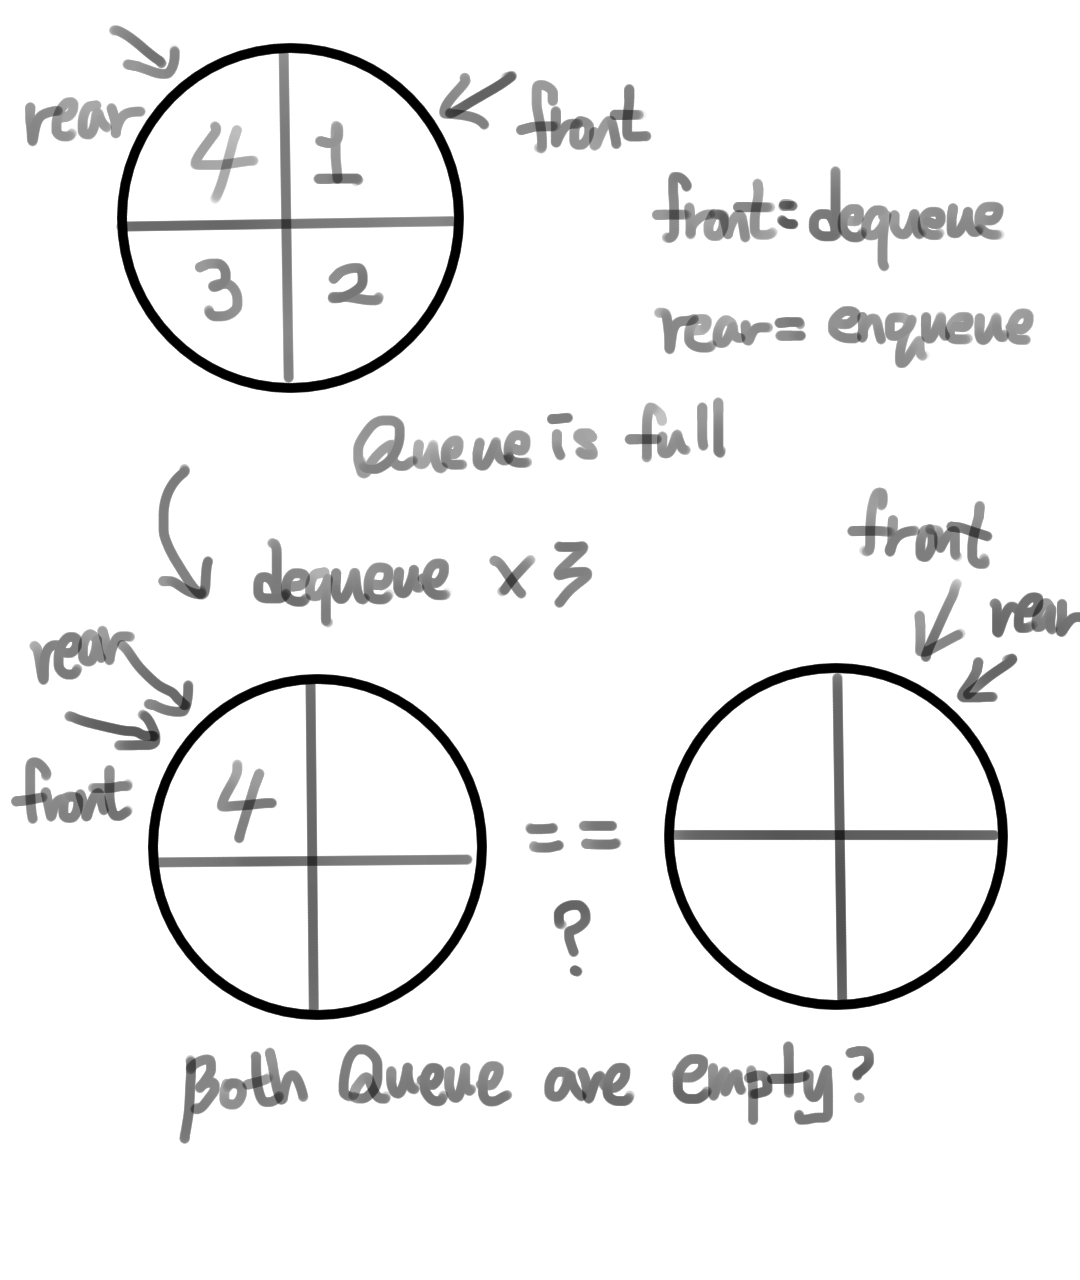 rear
front
4 1
3 2
front = dequeue
rear = enqueue
Queue is full
dequeue x 3
front
rear
rear
front
4
= =
?
Both Queue are empty?